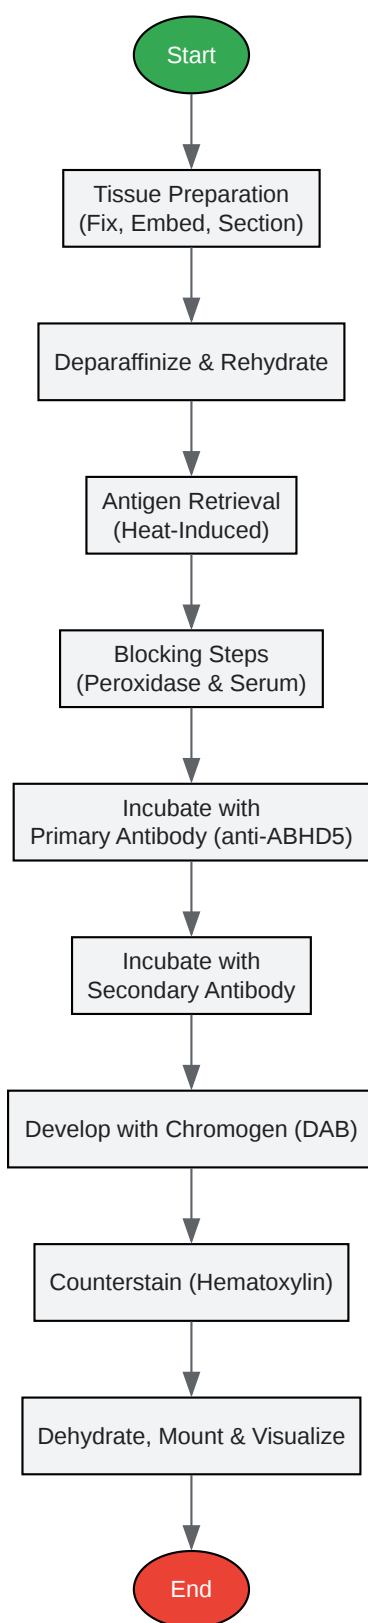 Start
Tissue Preparation
(Fix, Embed, Section)
Deparaffinize & Rehydrate
Antigen Retrieval
(Heat-Induced)
Blocking Steps
(Peroxidase & Serum)
Incubate with
Primary Antibody (anti-ABHD5)
Incubate with
Secondary Antibody
Develop with Chromogen (DAB)
Counterstain (Hematoxylin)
Dehydrate, Mount & Visualize
End